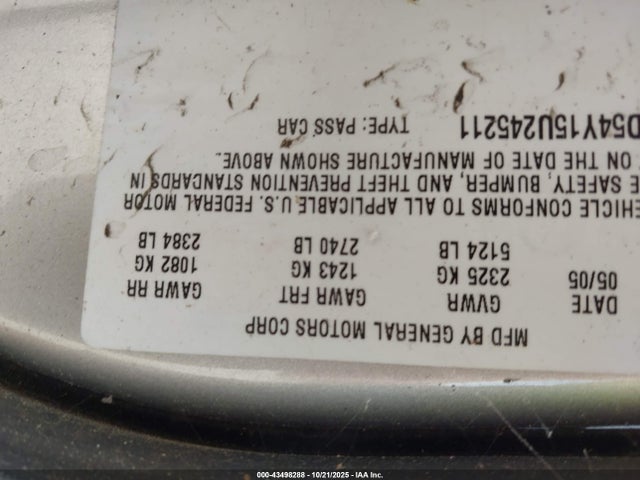 MFD BY GENERAL MOTORS CORP
DATE GVWR GAWR FRT GAWR RR
05/05 2325 KG 1243 KG 1082 KG
5124 LB 2740 LB 2384 LB
EHICLE CONFORMS TO ALL APPLICABLE U.S. FEDERAL MOTOR
E SAFETY, BUMPER, AND THEFT PREVENTION STANDARDS IN
ON THE DATE OF MANUFACTURE SHOWN ABOVE.
D54Y15U245211 TYPE: PASS CAR
000-43498288 - 10/21/2025 - IAA Inc.